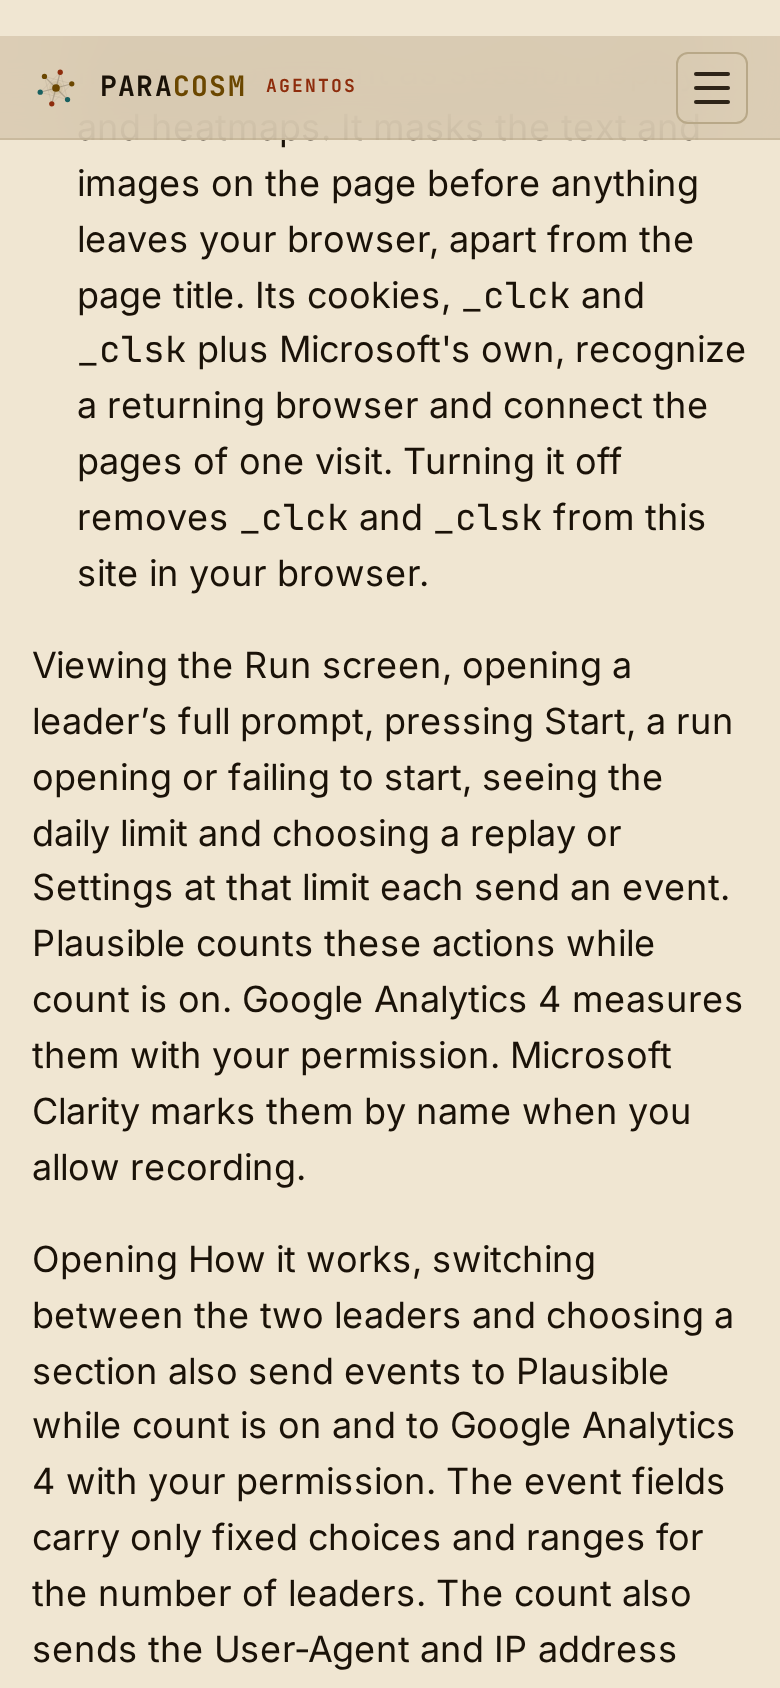 PARACOSM AGENTOS
and heatmaps. It masks the text and
images on the page before anything
leaves your browser, apart from the
page title. Its cookies, _clck and
_clsk plus Microsoft's own, recognize
a returning browser and connect the
pages of one visit. Turning it off
removes _clck and _clsk from this
site in your browser.
Viewing the Run screen, opening a
leader’s full prompt, pressing Start, a run
opening or failing to start, seeing the
daily limit and choosing a replay or
Settings at that limit each send an event.
Plausible counts these actions while
count is on. Google Analytics 4 measures
them with your permission. Microsoft
Clarity marks them by name when you
allow recording.
Opening How it works, switching
between the two leaders and choosing a
section also send events to Plausible
while count is on and to Google Analytics
4 with your permission. The event fields
carry only fixed choices and ranges for
the number of leaders. The count also
sends the User-Agent and IP address